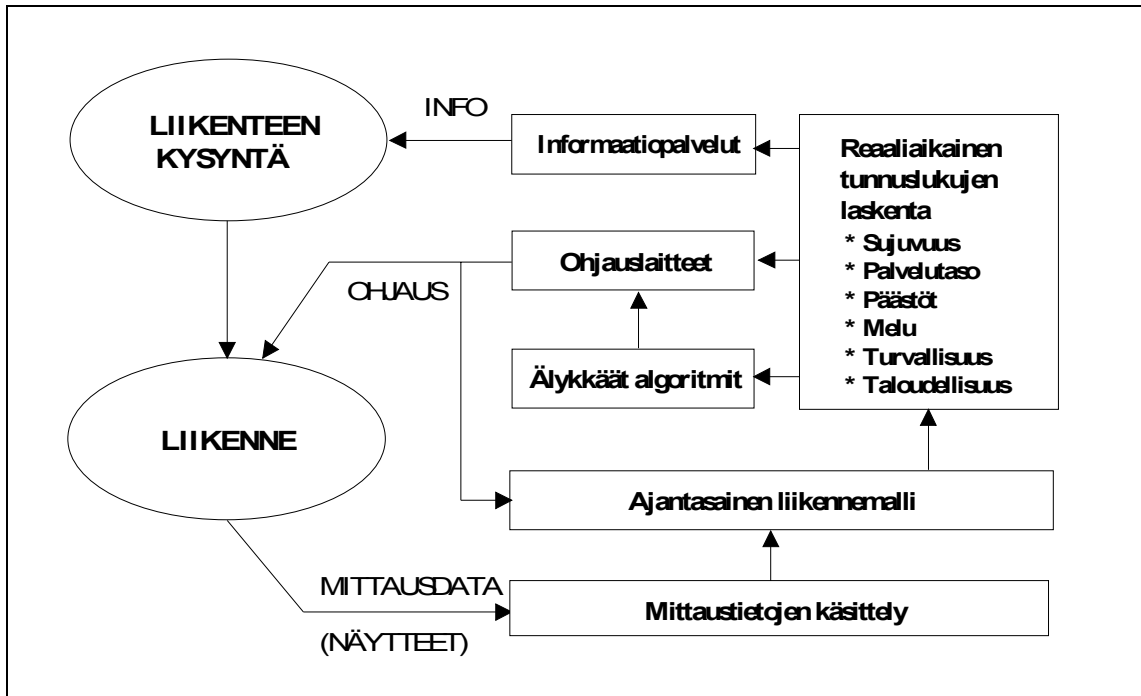 LIIKENTEEN
KYSYNTÄ
INFO
Informaatiopalvelut
Reaaliaikainen
tunnuslukujen
laskenta
* Sujuvuus
* Palvelutaso
* Päästöt
* Melu
* Turvallisuus
* Taloudellisuus
Ohjauslaitteet
OHJAUS
Älykkäät algoritmit
LIIKENNE
Ajantasainen liikennemalli
MITTAUSDATA
(NÄYTTEET)
Mittaustietojen käsittely